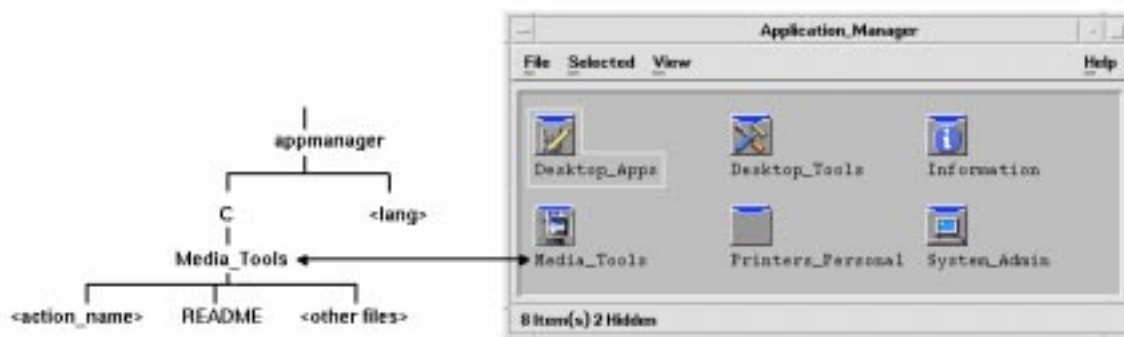 appmanager
C
<lang>
Media_Tools
<action_name>
README
<other files>
Application_Manager
File Selected View Help
Desktop_Apps
Desktop_Tools
Information
Media_Tools
Printers_Personal
System_Admin
8 Item(s) 2 Hidden